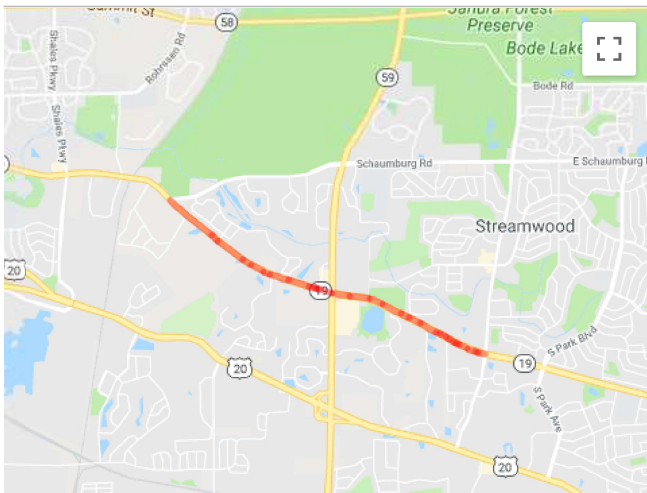 Summit St
58
Shales Pkwy
Rohrssen Rd
Janura Forest
Preserve
Bode Lake
59
Bode Rd
Shales Pkwy
Schaumburg Rd
E Schaumburg
Streamwood
20
19
S Park Blvd
19
20
S Park Ave
20